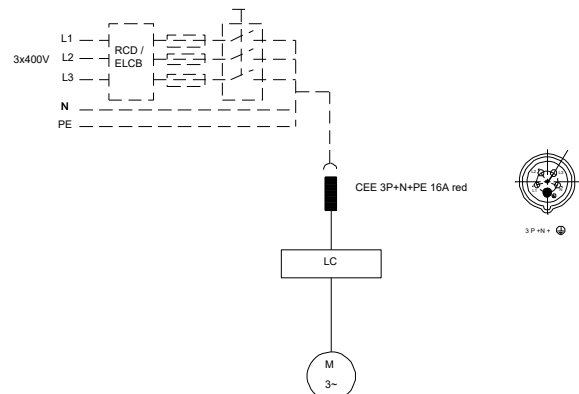 L1
3x400V
L2
L3
RCD /
ELCB
N
PE
CEE 3P+N+PE 16A red
3 P +N +
LC
M
3~